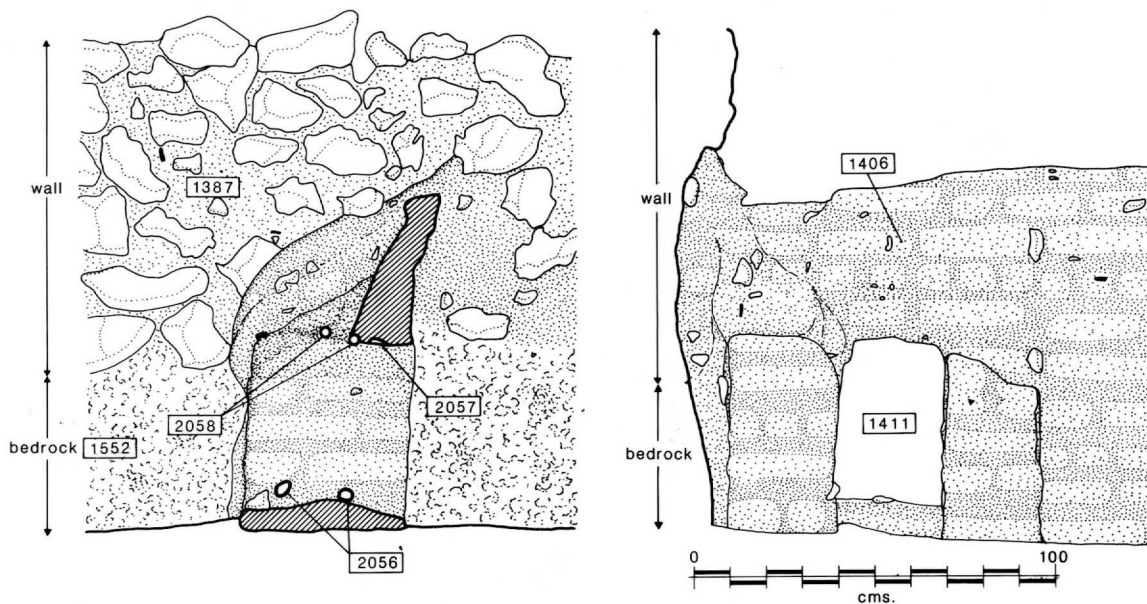 wall
1387
2058
2057
bedrock 1552
2056
wall
1406
1411
bedrock
0 100
cms.